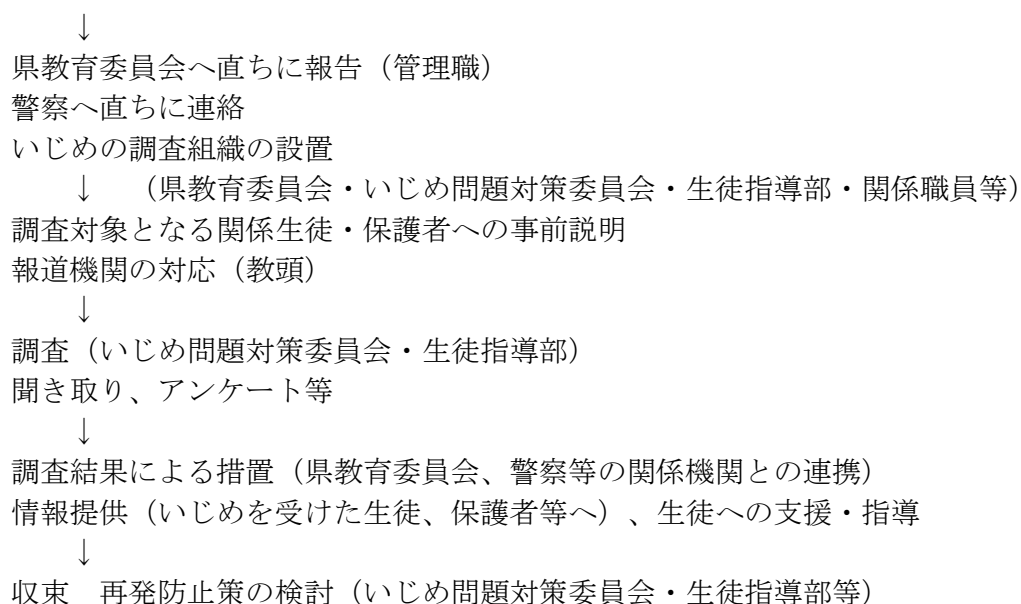 ↓
県教育委員会へ直ちに報告（管理職）
警察へ直ちに連絡
いじめの調査組織の設置
↓　（県教育委員会・いじめ問題対策委員会・生徒指導部・関係職員等）
調査対象となる関係生徒・保護者への事前説明
報道機関の対応（教頭）
↓
調査（いじめ問題対策委員会・生徒指導部）
聞き取り、アンケート等
↓
調査結果による措置（県教育委員会、警察等の関係機関との連携）
情報提供（いじめを受けた生徒、保護者等へ）、生徒への支援・指導
↓
収束　再発防止策の検討（いじめ問題対策委員会・生徒指導部等）